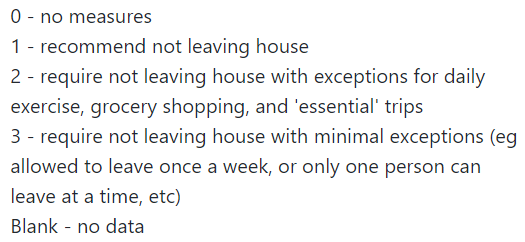 0 - no measures
1 - recommend not leaving house
2 - require not leaving house with exceptions for daily
exercise, grocery shopping, and 'essential' trips
3 - require not leaving house with minimal exceptions (eg
allowed to leave once a week, or only one person can
leave at a time, etc)
Blank - no data